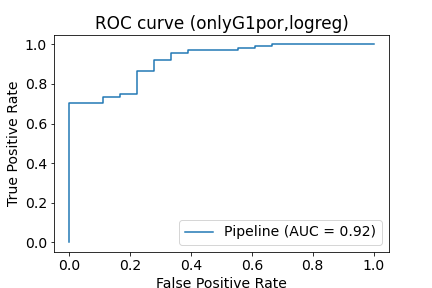 ROC curve (onlyG1por,logreg)
1.0
0.8
0.6
0.4
0.2
0.0
True Positive Rate
Pipeline (AUC = 0.92)
0.0 0.2 0.4 0.6 0.8 1.0
False Positive Rate